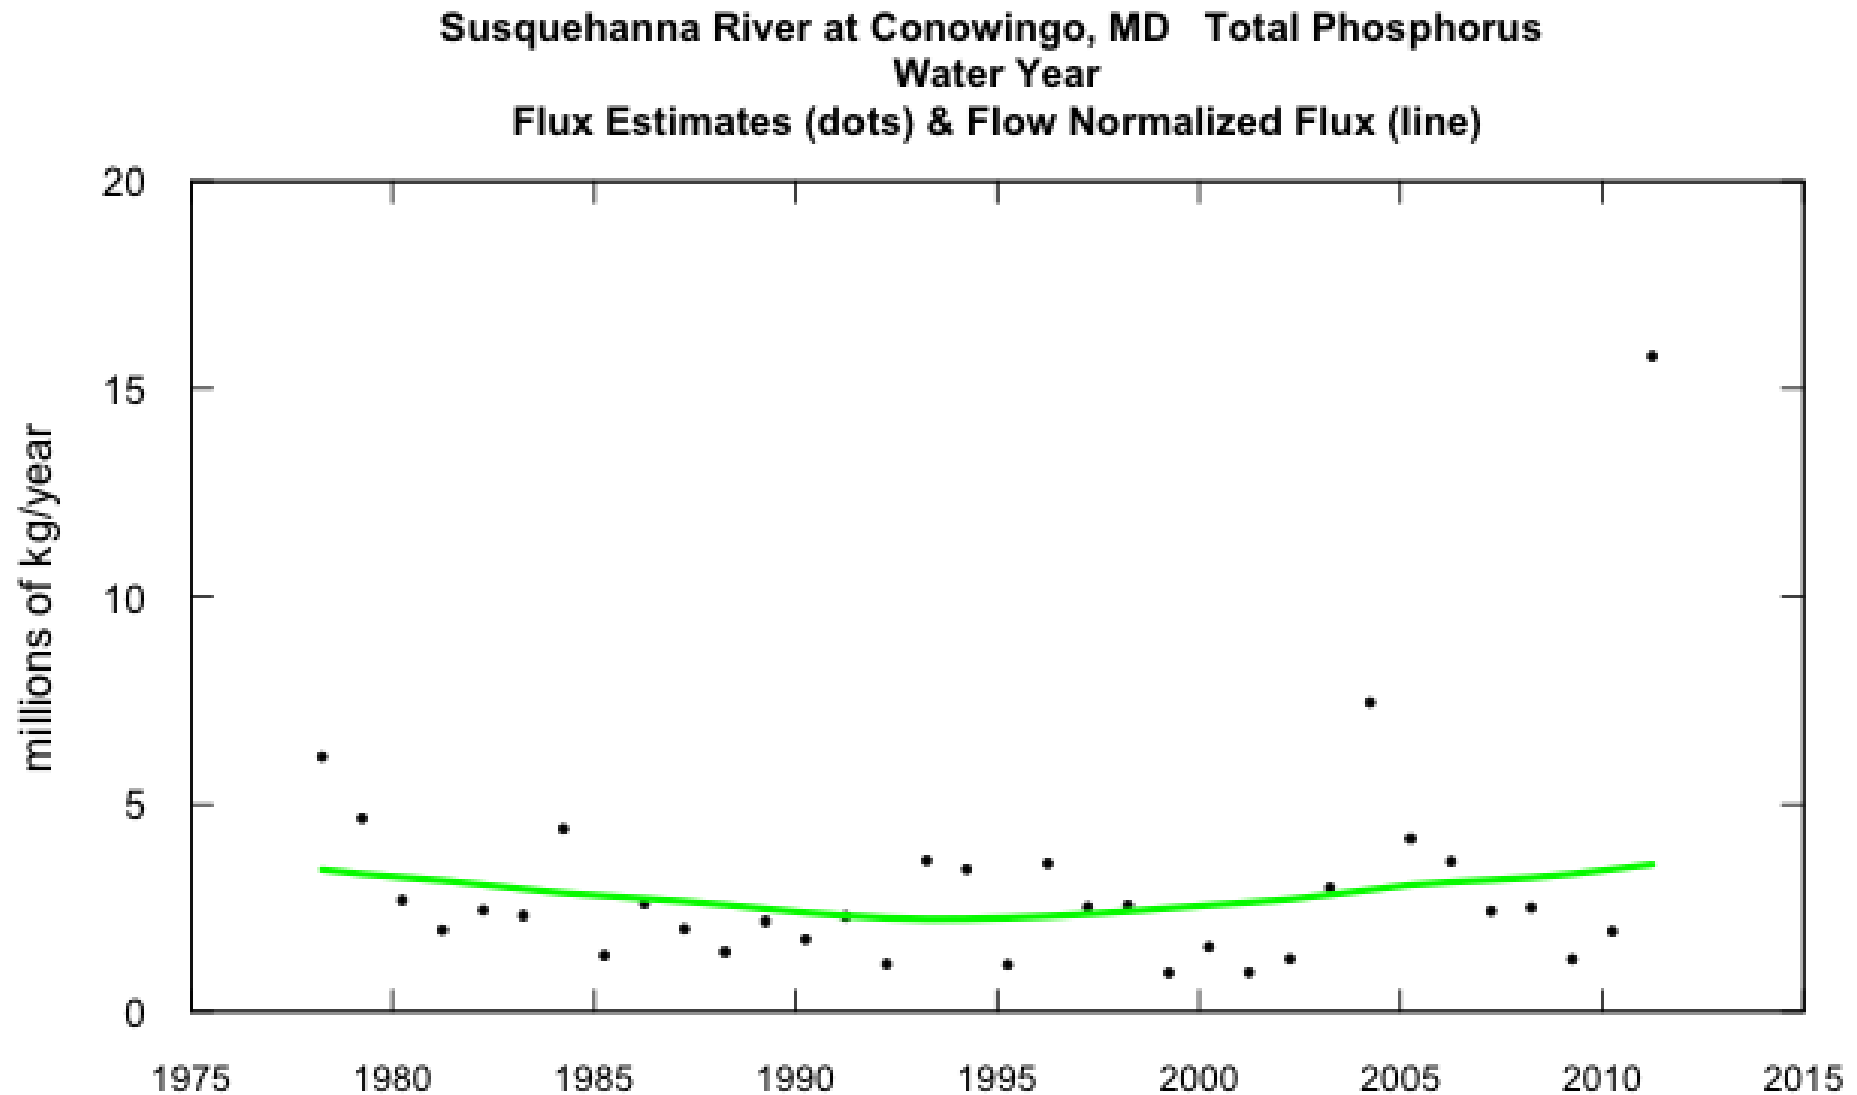 Susquehanna River at Conowingo, MD Total Phosphorus
Water Year
Flux Estimates (dots) & Flow Normalized Flux (line)
millions of kg/year
20
15
10
5
0
1975 1980 1985 1990 1995 2000 2005 2010 2015